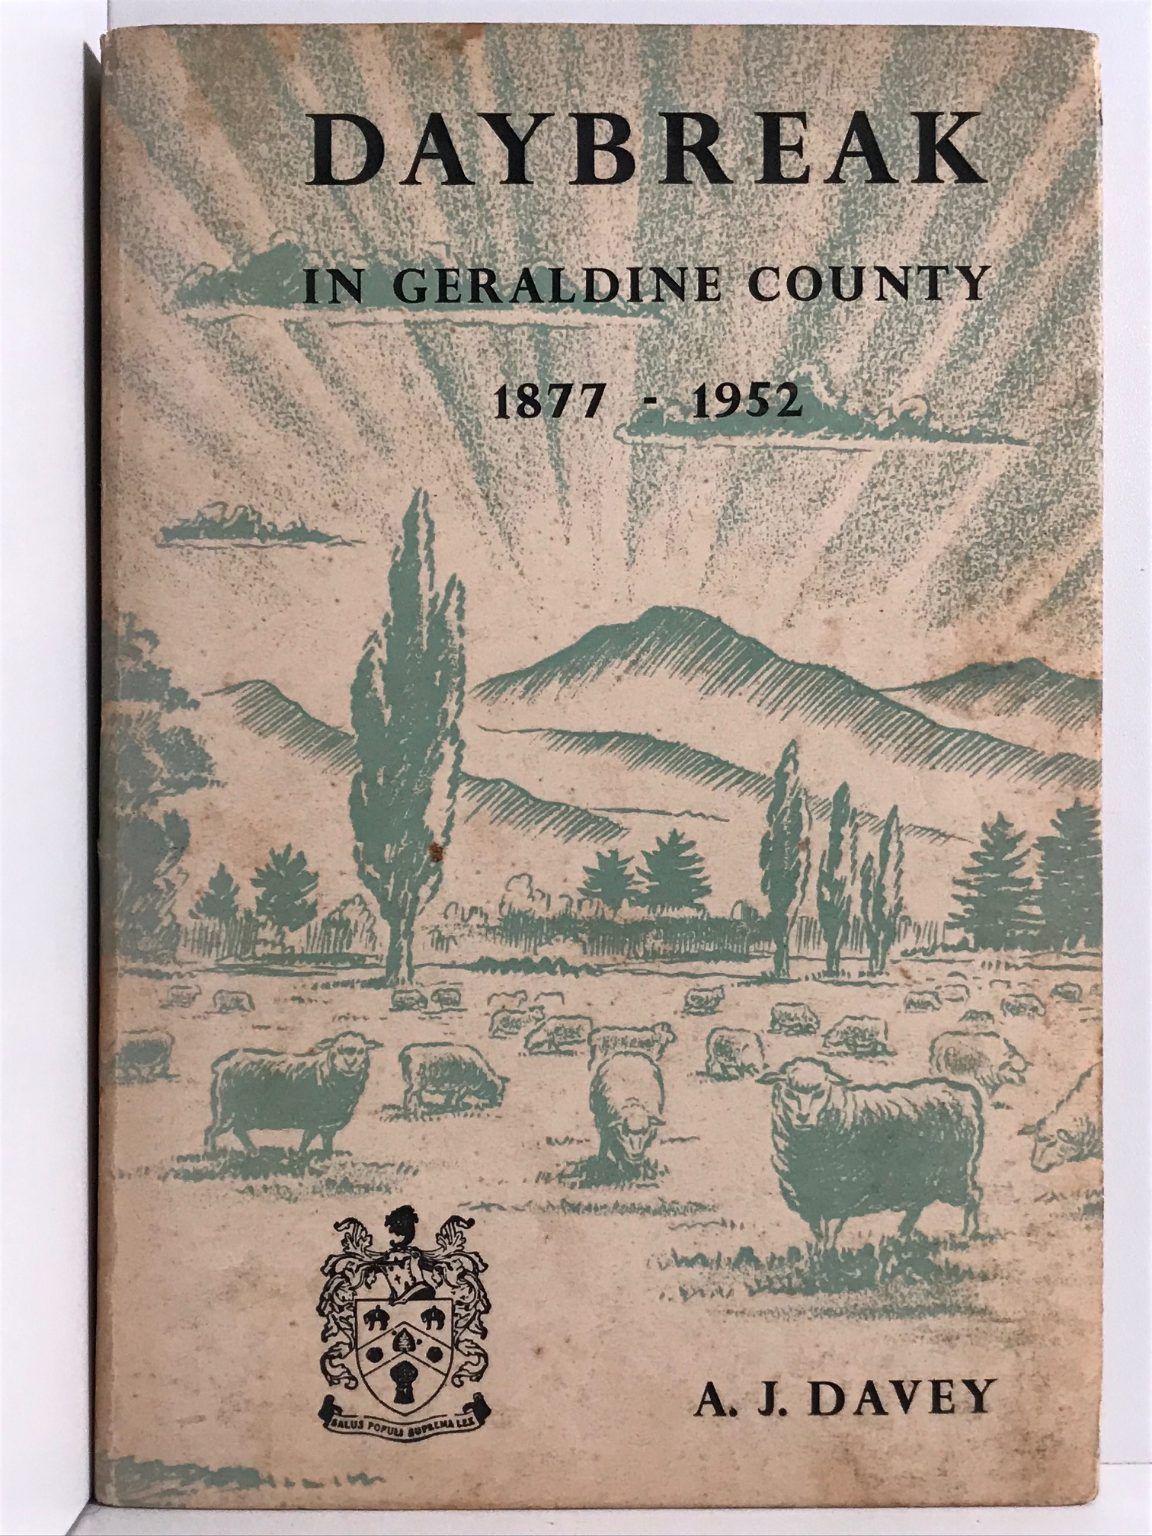 DAYBREAK
IN GERALDINE COUNTY
1877 - 1952
SALUS POPULI SUPREMA LEX
A. J. DAVEY